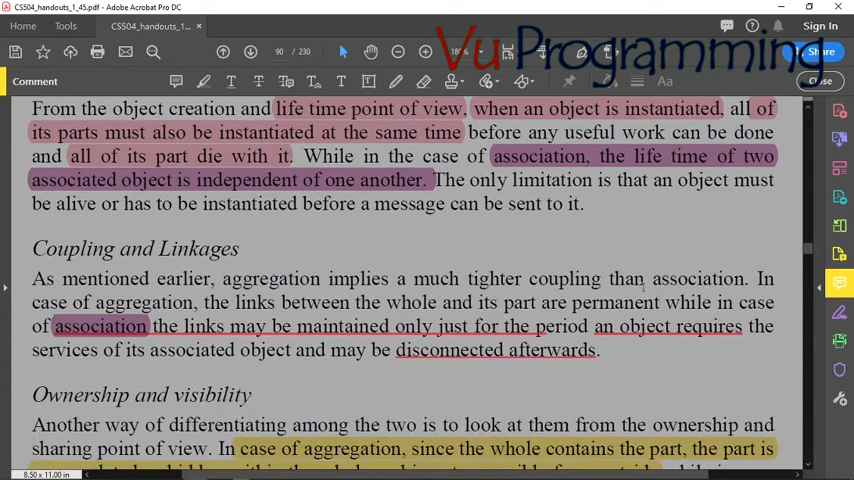 CS504_handouts_1_45.pdf - Adobe Acrobat Pro DC
Home Tools CS504_handouts_1_... × Sign In
90 / 230 180% Share
Vu Programming
Comment Aa Close
From the object creation and life time point of view, when an object is instantiated, all of
its parts must also be instantiated at the same time before any useful work can be done
and all of its part die with it. While in the case of association, the life time of two
associated object is independent of one another. The only limitation is that an object must
be alive or has to be instantiated before a message can be sent to it.
Coupling and Linkages
As mentioned earlier, aggregation implies a much tighter coupling than association. In
case of aggregation, the links between the whole and its part are permanent while in case
of association the links may be maintained only just for the period an object requires the
services of its associated object and may be disconnected afterwards.
Ownership and visibility
Another way of differentiating among the two is to look at them from the ownership and
sharing point of view. In case of aggregation, since the whole contains the part, the part is
8.50 x 11.00 in